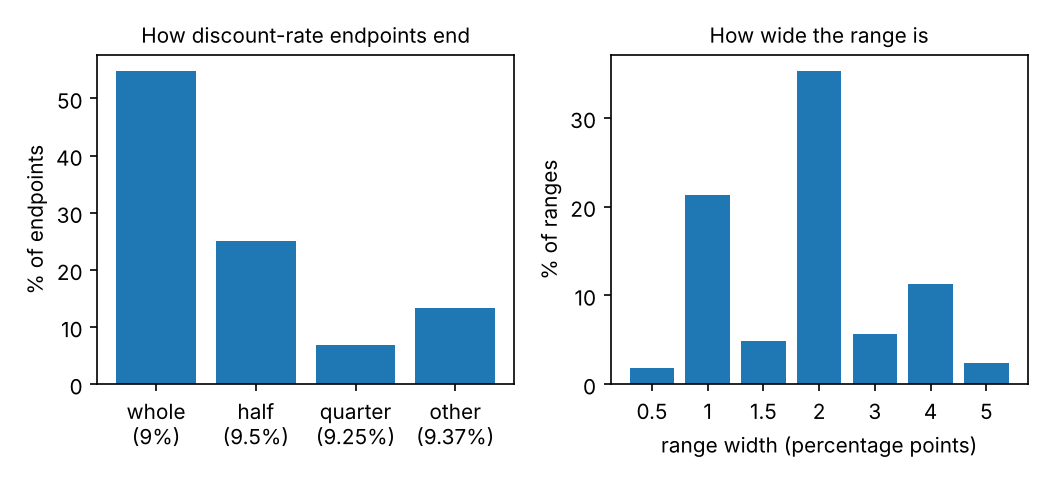 How discount-rate endpoints end
% of endpoints
50
40
30
20
10
0
whole
(9%)
half
(9.5%)
quarter
(9.25%)
other
(9.37%)
How wide the range is
% of ranges
30
20
10
0
0.5 1 1.5 2 3 4 5
range width (percentage points)